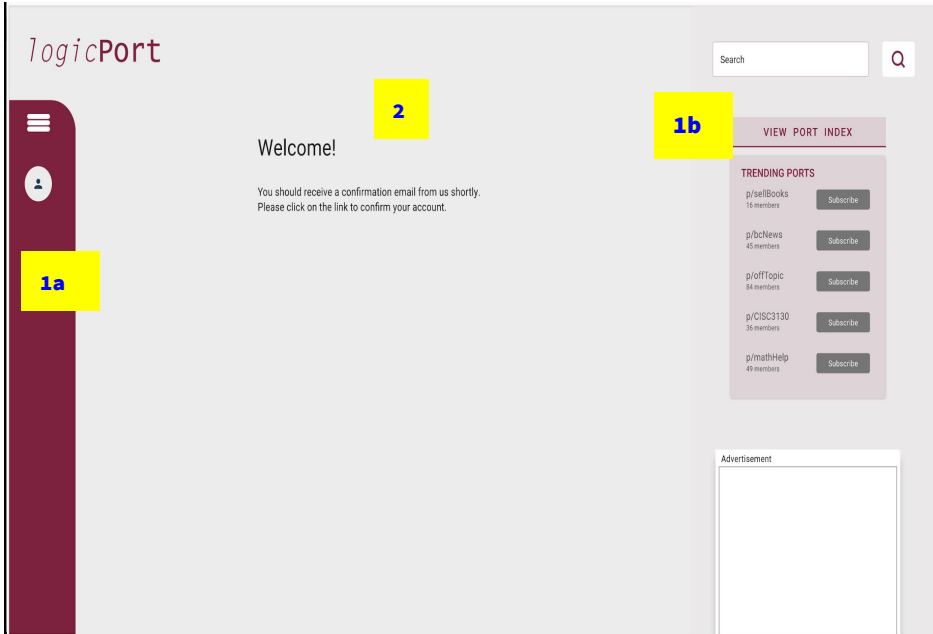 logicPort
Search
2
1b
VIEW PORT INDEX
Welcome!
TRENDING PORTS
You should receive a confirmation email from us shortly.
Please click on the link to confirm your account.
p/sellBooks
16 members
Subscribe
p/bcNews
45 members
Subscribe
1a
p/offTopic
84 members
Subscribe
p/CISC3130
36 members
Subscribe
p/mathHelp
49 members
Subscribe
Advertisement